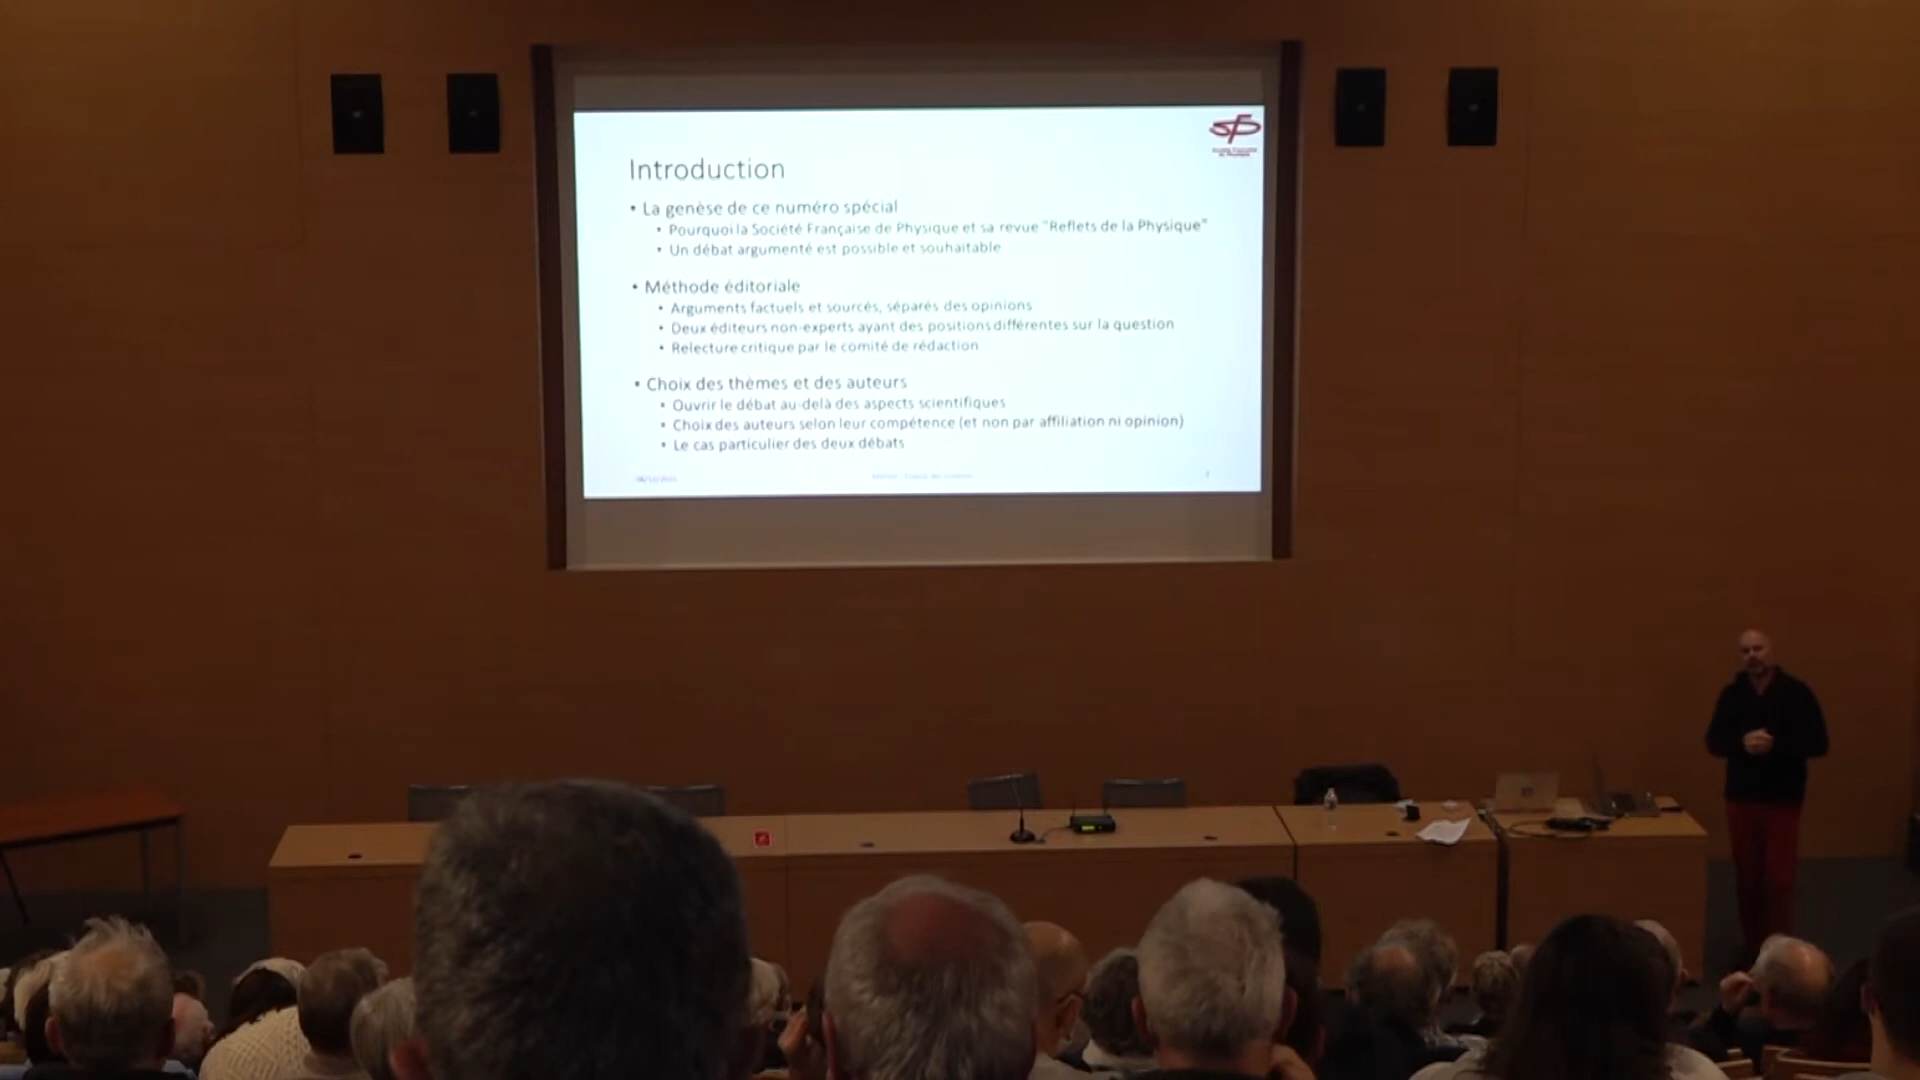 Introduction
• La genèse de ce numéro spécial
• Pourquoi la Société Française de Physique et sa revue "Reflets de la Physique"
• Un débat argumenté est possible et souhaitable
• Méthode éditoriale
• Arguments factuels et sourcés, séparés des opinions
• Deux éditeurs non-experts ayant des positions différentes sur la question
• Relecture critique par le comité de rédaction
• Choix des thèmes et des auteurs
• Ouvrir le débat au-delà des aspects scientifiques
• Choix des auteurs selon leur compétence (et non par affiliation ni opinion)
• Le cas particulier des deux débats